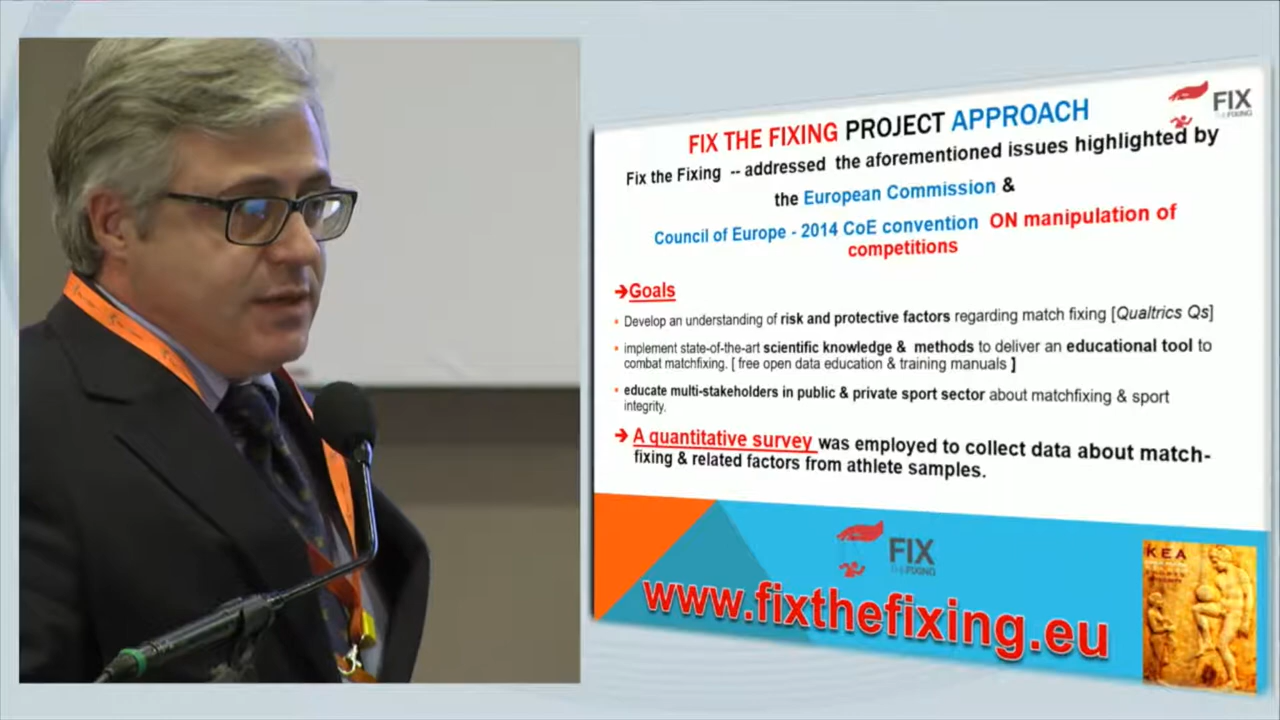 FIX
THE FIXING
FIX THE FIXING PROJECT APPROACH
Fix the Fixing -- addressed the aforementioned issues highlighted by
the European Commission &
Council of Europe - 2014 CoE convention ON manipulation of
competitions
➔Goals
• Develop an understanding of risk and protective factors regarding match fixing [Qualtrics Qs]
• implement state-of-the-art scientific knowledge & methods to deliver an educational tool to
combat matchfixing. [ free open data education & training manuals ]
• educate multi-stakeholders in public & private sport sector about matchfixing & sport
integrity.
➔ A quantitative survey was employed to collect data about match-
fixing & related factors from athlete samples.
FIX
THE FIXING
KEA
www.fixthefixing.eu